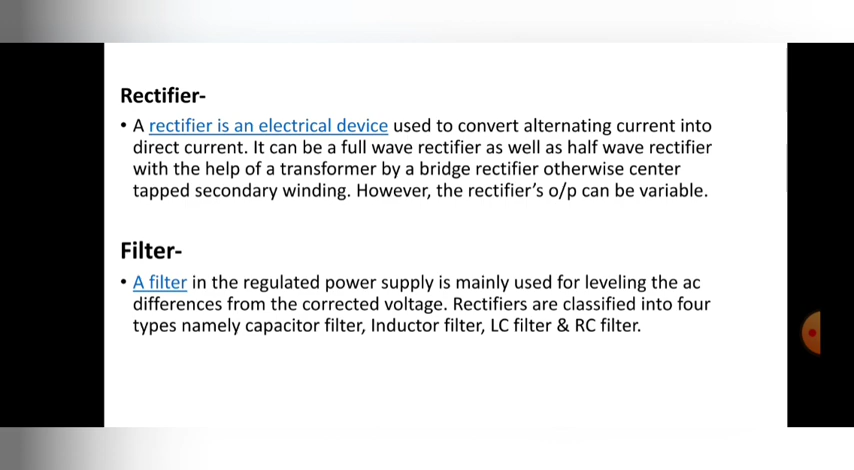 Rectifier-
• A rectifier is an electrical device used to convert alternating current into
direct current. It can be a full wave rectifier as well as half wave rectifier
with the help of a transformer by a bridge rectifier otherwise center
tapped secondary winding. However, the rectifier’s o/p can be variable.
Filter-
• A filter in the regulated power supply is mainly used for leveling the ac
differences from the corrected voltage. Rectifiers are classified into four
types namely capacitor filter, Inductor filter, LC filter & RC filter.